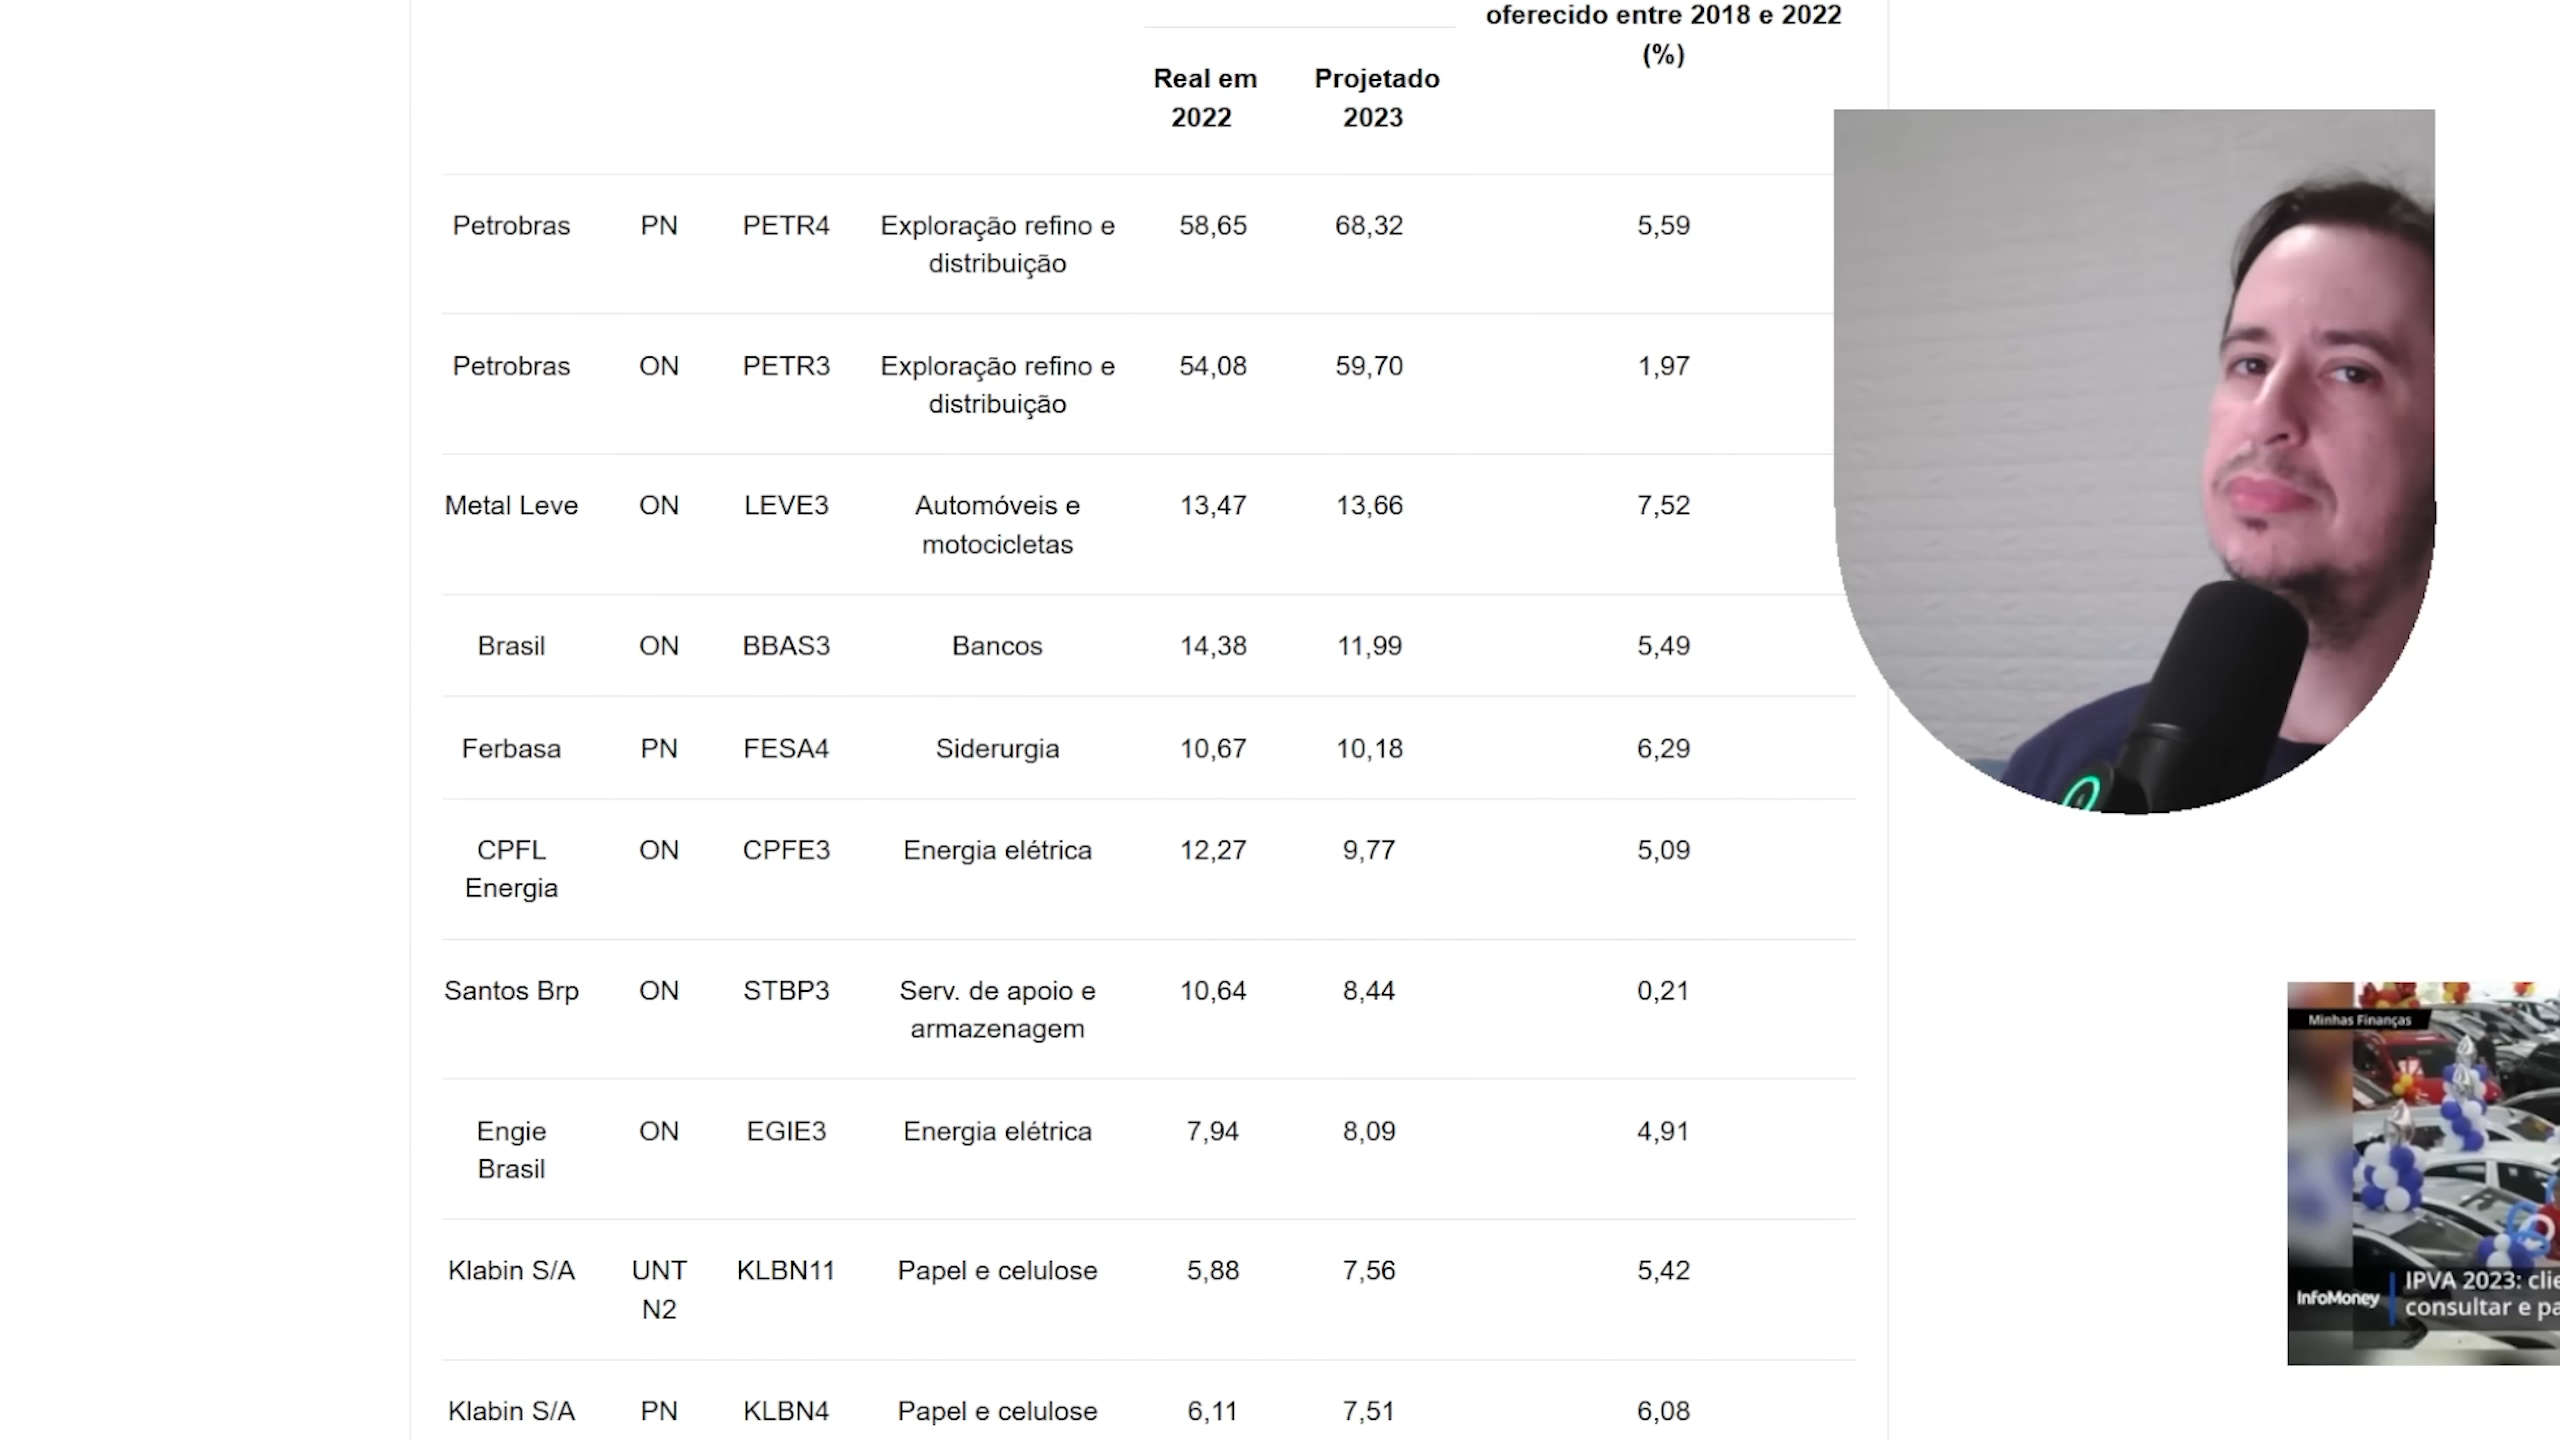 oferecido entre 2018 e 2022
(%)
Real em
2022
Projetado
2023
Petrobras PN PETR4 Exploração refino e
distribuição
58,65 68,32 5,59
Petrobras ON PETR3 Exploração refino e
distribuição
54,08 59,70 1,97
Metal Leve ON LEVE3 Automóveis e
motocicletas
13,47 13,66 7,52
Brasil ON BBAS3 Bancos 14,38 11,99 5,49
Ferbasa PN FESA4 Siderurgia 10,67 10,18 6,29
CPFL
Energia
ON CPFE3 Energia elétrica 12,27 9,77 5,09
Santos Brp ON STBP3 Serv. de apoio e
armazenagem
10,64 8,44 0,21
Engie
Brasil
ON EGIE3 Energia elétrica 7,94 8,09 4,91
Klabin S/A UNT
N2
KLBN11 Papel e celulose 5,88 7,56 5,42
Klabin S/A PN KLBN4 Papel e celulose 6,11 7,51 6,08
Minhas Finanças
InfoMoney
IPVA 2023: clie
consultar e pa